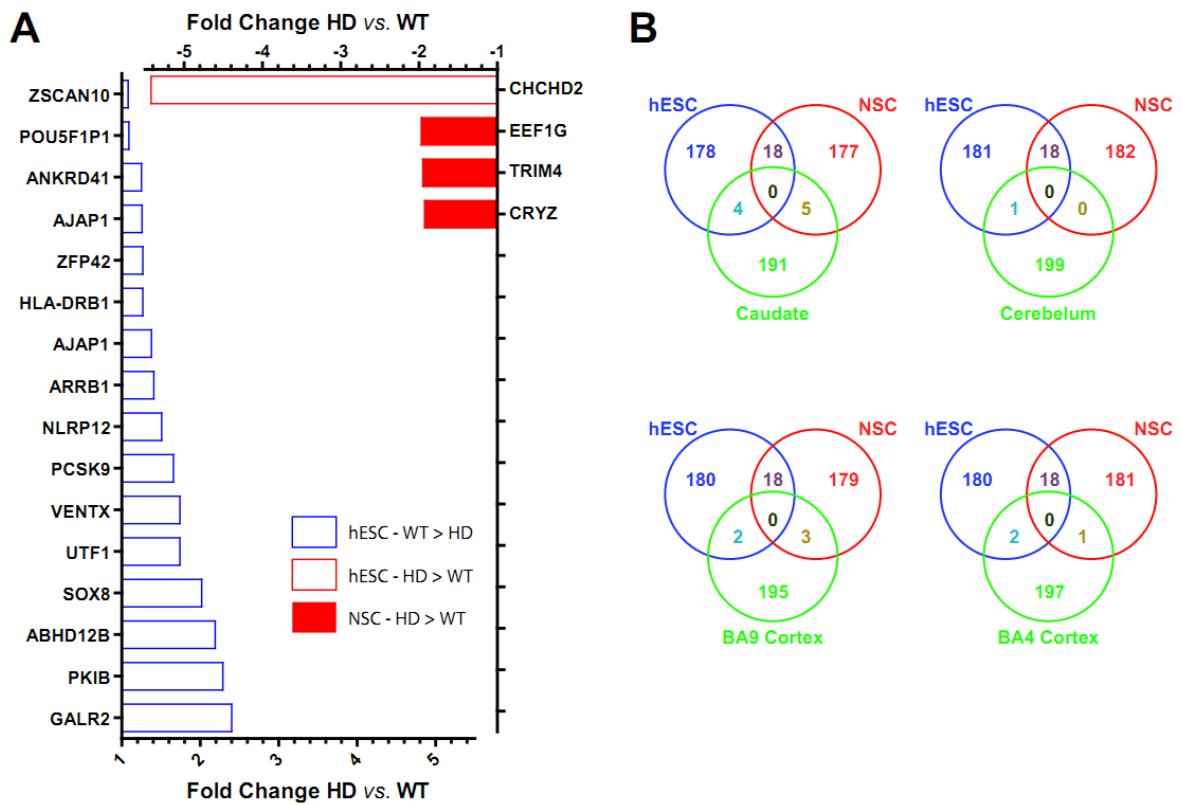 A
Fold Change HD vs. WT
-5 -4 -3 -2 -1
ZSCAN10
POU5F1P1
ANKRD41
AJAP1
ZFP42
HLA-DRB1
AJAP1
ARRB1
NLRP12
PCSK9
VENTX
UTF1
SOX8
ABHD12B
PKIB
GALR2
CHCHD2
EEF1G
TRIM4
CRYZ
hESC - WT > HD
hESC - HD > WT
NSC - HD > WT
1 2 3 4 5
Fold Change HD vs. WT
B
hESC NSC
178 18 177
0
4 5
191
Caudate
hESC NSC
181 18 182
0
1 0
199
Cerebelum
hESC NSC
180 18 179
0
2 3
195
BA9 Cortex
hESC NSC
180 18 181
0
2 1
197
BA4 Cortex